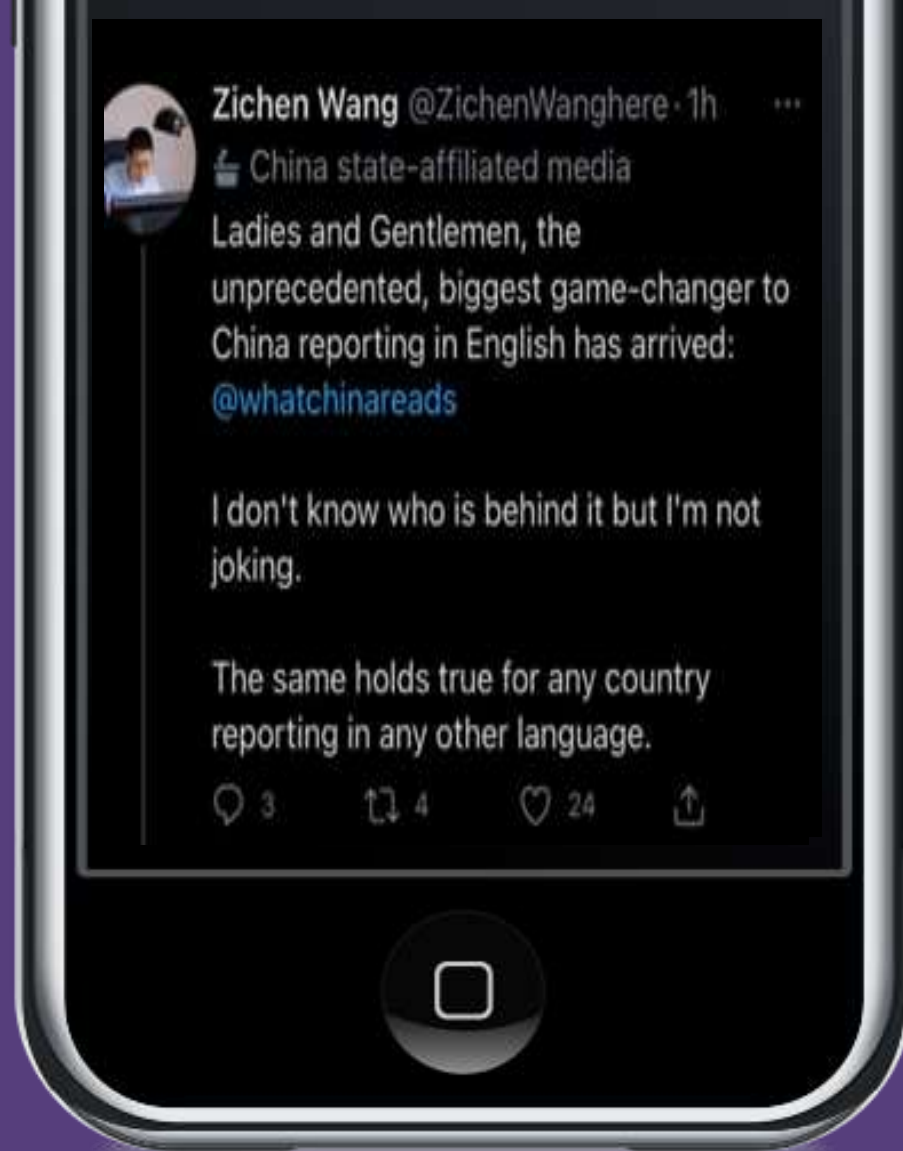 Zichen Wang @ZichenWanghere · 1h
China state-affiliated media
Ladies and Gentlemen, the
unprecedented, biggest game-changer to
China reporting in English has arrived:
@whatchinareads
I don't know who is behind it but I'm not
joking.
The same holds true for any country
reporting in any other language.
3 4 24